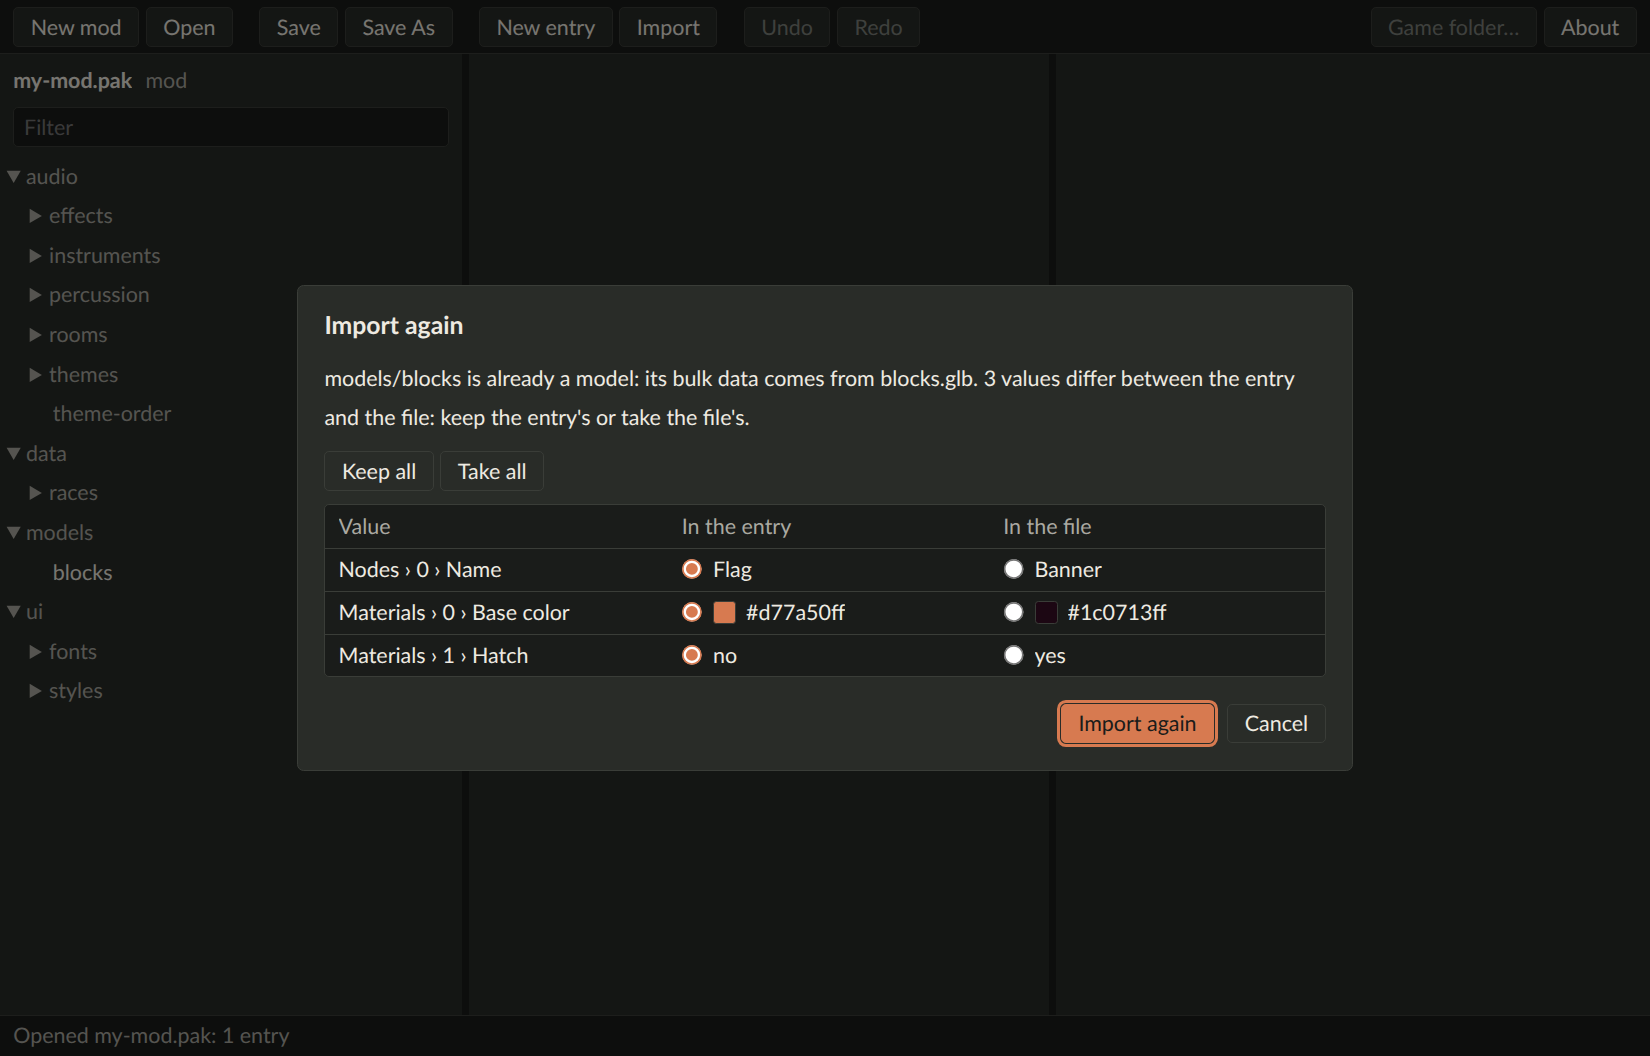 New mod Open Save Save As New entry Import Undo Redo Game folder... About
my-mod.pak mod
Filter
audio
effects
instruments
percussion
rooms
themes
theme-order
data
races
models
blocks
ui
fonts
styles
Import again
models/blocks is already a model: its bulk data comes from blocks.glb. 3 values differ between the entry
and the file: keep the entry's or take the file's.
Keep all Take all
Value In the entry In the file
Nodes › 0 › Name Flag Banner
Materials › 0 › Base color #d77a50ff #1c0713ff
Materials › 1 › Hatch no yes
Import again Cancel
Opened my-mod.pak: 1 entry